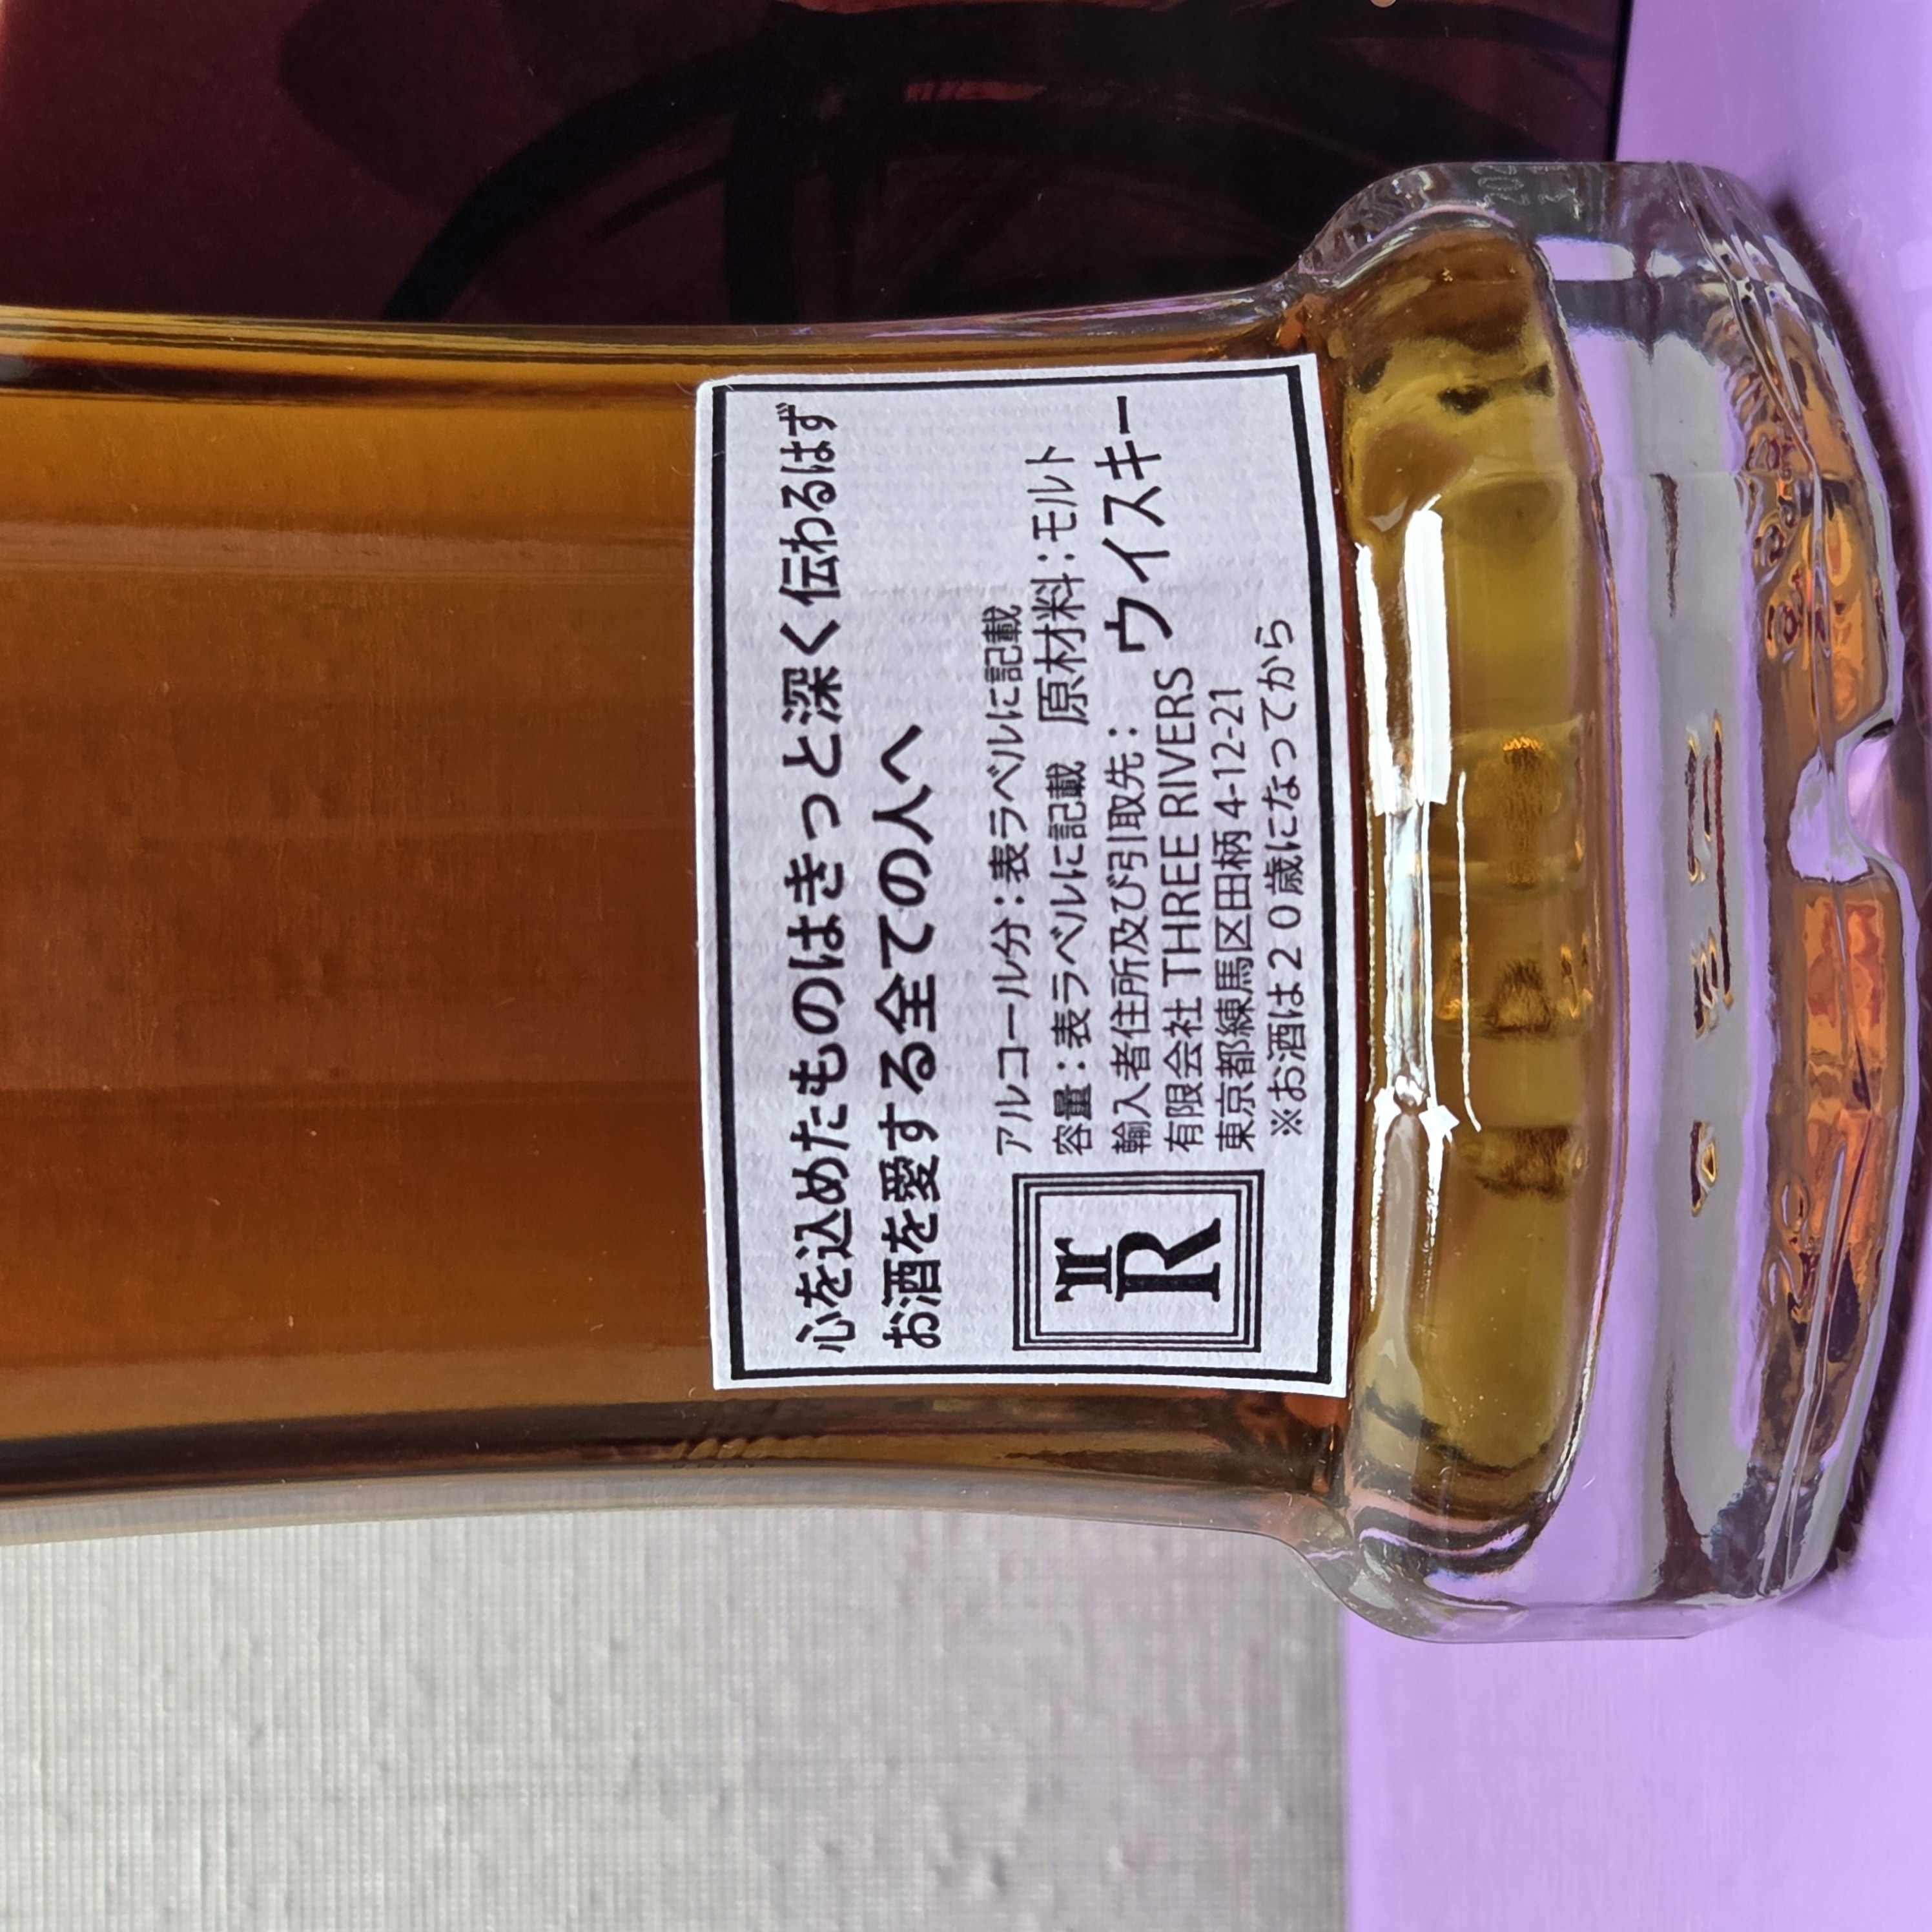 心を込めたものはきっと深く伝わるはず
お酒を愛する全ての人へ
アルコール分：表ラベルに記載
容量：表ラベルに記載　原材料：モルト
輸入者住所及び引取先：
ウイスキー
有限会社 THREE RIVERS
東京都練馬区田柄 4-12-21
※お酒は２０歳になってから